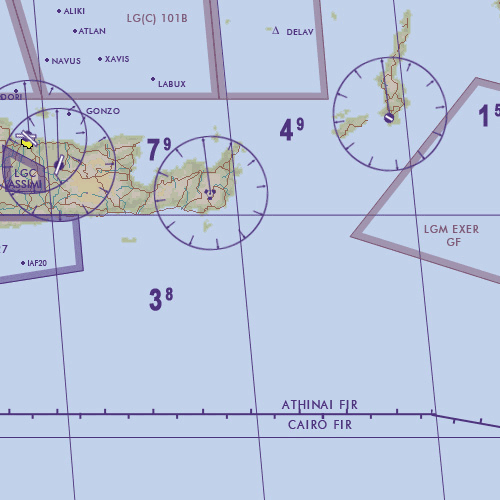 ALIKI
LG(C) 101B
ATLAN
DELAV
NAVUS
XAVIS
LABUX
DORI
GONZO
4 9
1 5
7 9
LGC
LGM EXER
GF
7
IAF20
3 8
ATHINAI FIR
CAIRO FIR